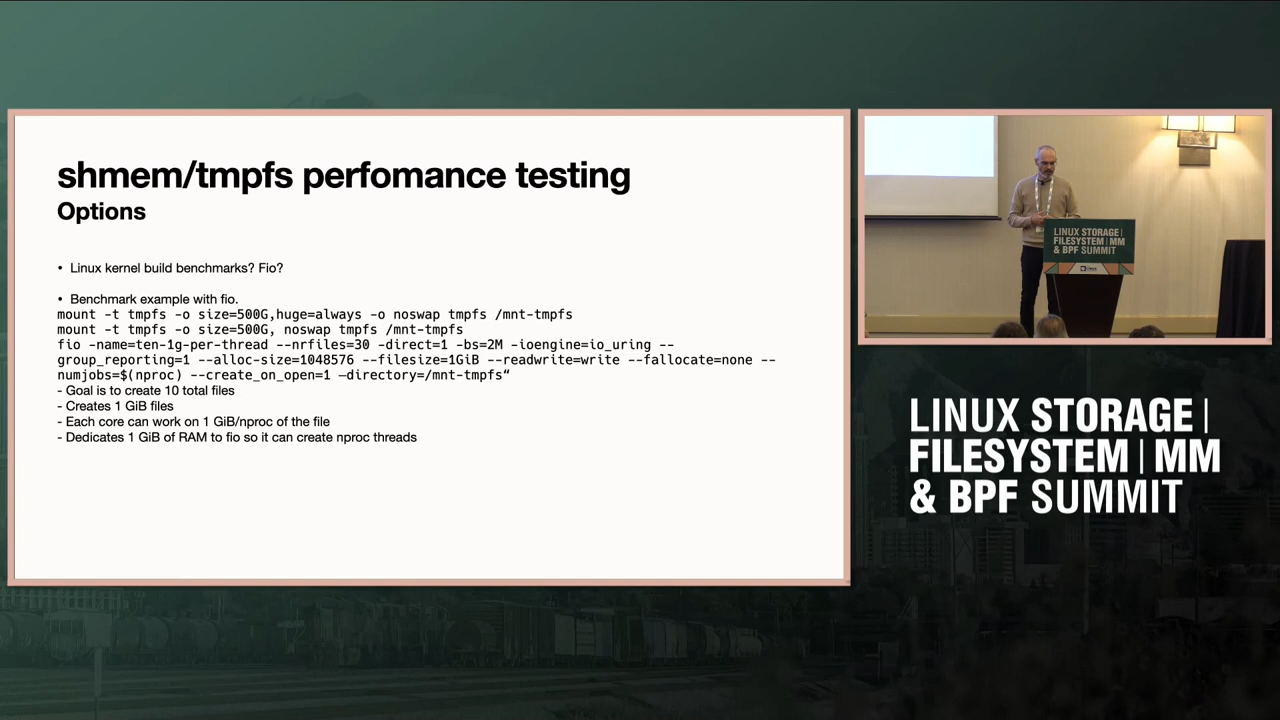 shmem/tmpfs perfomance testing
Options
• Linux kernel build benchmarks? Fio?
• Benchmark example with fio.
mount -t tmpfs -o size=500G,huge=always -o noswap tmpfs /mnt-tmpfs
mount -t tmpfs -o size=500G, noswap tmpfs /mnt-tmpfs
fio -name=ten-1g-per-thread --nrfiles=30 -direct=1 -bs=2M -ioengine=io_uring --
group_reporting=1 --alloc-size=1048576 --filesize=1GiB --readwrite=write --fallocate=none --
numjobs=$(nproc) --create_on_open=1 —directory=/mnt-tmpfs“
- Goal is to create 10 total files
- Creates 1 GiB files
- Each core can work on 1 GiB/nproc of the file
- Dedicates 1 GiB of RAM to fio so it can create nproc threads
LINUX STORAGE |
FILESYSTEM | MM
& BPF SUMMIT
LINUX STORAGE |
FILESYSTEM | MM
& BPF SUMMIT